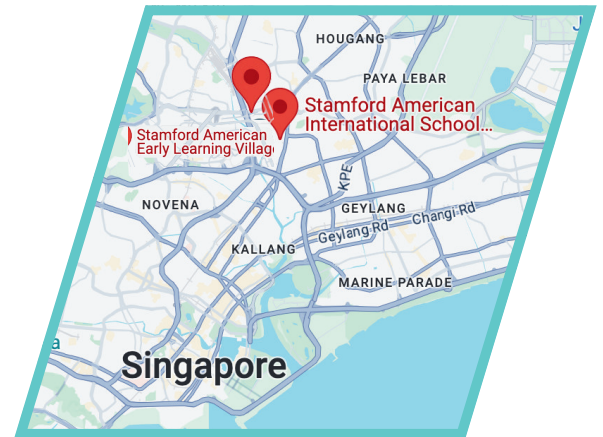 HOUGANG
PAYA LEBAR
Stamford American
International School...
Stamford American
Early Learning Villag
KPE
NOVENA
GEYLANG
Changi Rd
Geylang Rd
KALLANG
MARINE PARADE
Singapore